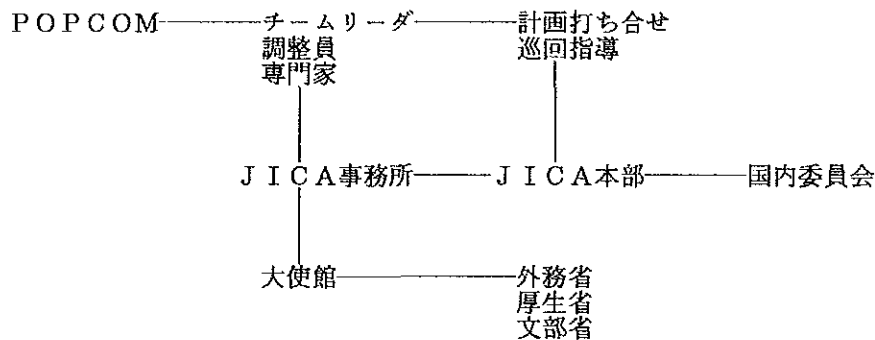 POPCOM チームリーダ 計画打ち合せ
調整員 巡回指導
専門家
JICA事務所 JICA本部 国内委員会
大使館 外務省
厚生省
文部省